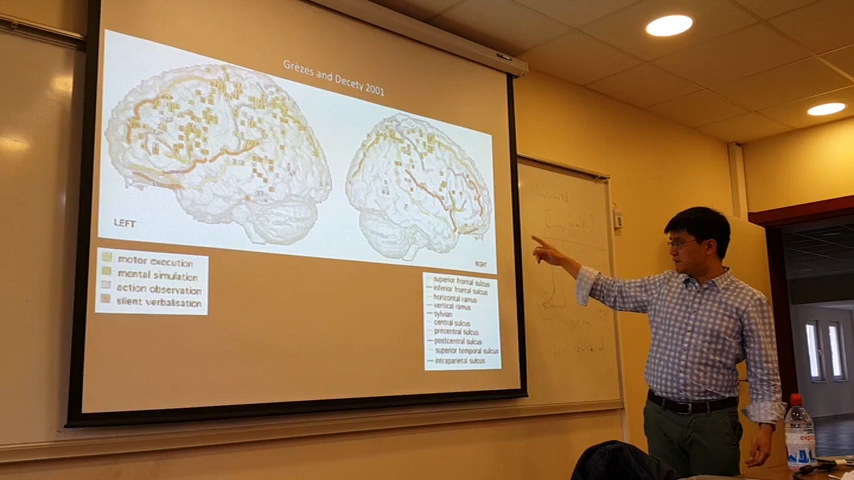 Grèzes and Decety 2001
LEFT
RIGHT
motor execution
mental simulation
action observation
silent verbalisation
superior frontal sulcus
inferior frontal sulcus
horizontal ramus
vertical ramus
sylvian
central sulcus
precentral sulcus
postcentral sulcus
superior temporal sulcus
intraparietal sulcus